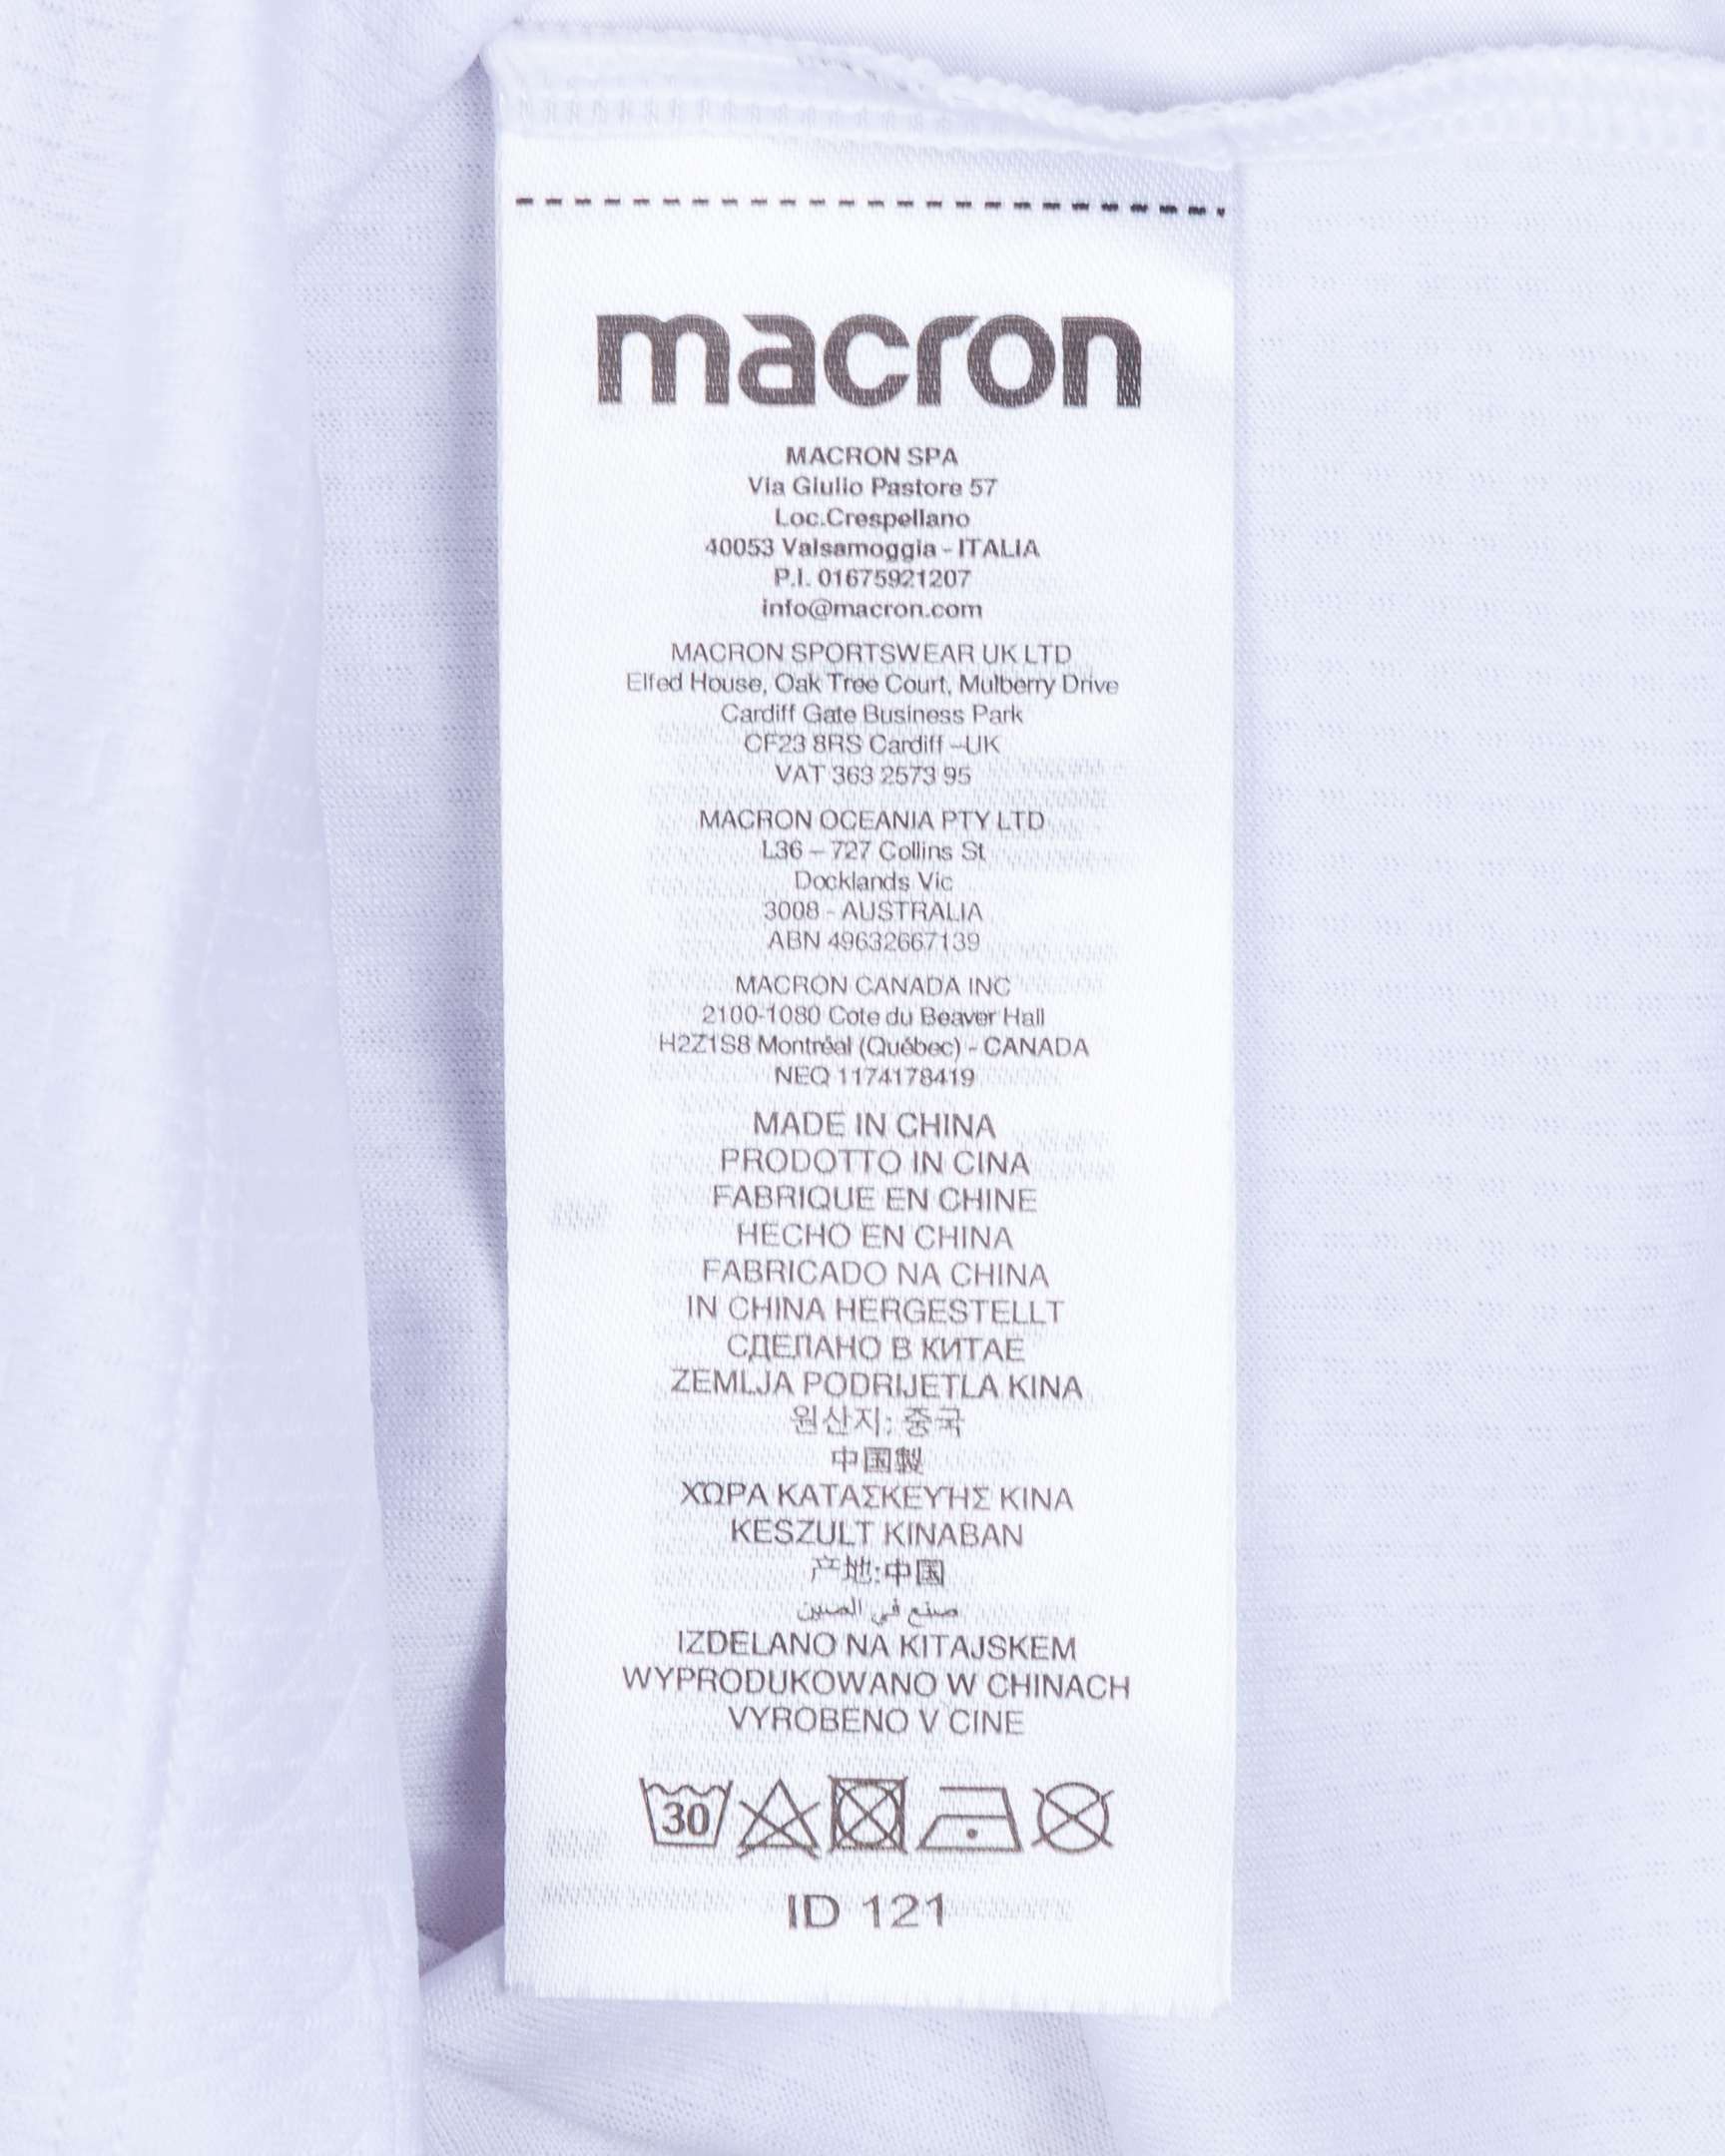 macron
MACRON SPA
Via Giulio Pastore 57
Loc.Crespellano
40053 Valsamoggia - ITALIA
P.I. 01675921207
info@macron.com
MACRON SPORTSWEAR UK LTD
Elfed House, Oak Tree Court, Mulberry Drive
Cardiff Gate Business Park
CF23 8RS Cardiff –UK
VAT 363 2573 95
MACRON OCEANIA PTY LTD
L36 – 727 Collins St
Docklands Vic
3008 - AUSTRALIA
ABN 49632667139
MACRON CANADA INC
2100-1080 Cote du Beaver Hall
H2Z1S8 Montréal (Québec) - CANADA
NEQ 1174178419
MADE IN CHINA
PRODOTTO IN CINA
FABRIQUE EN CHINE
HECHO EN CHINA
FABRICADO NA CHINA
IN CHINA HERGESTELLT
СДЕЛАНО В КИТАЕ
ZEMLJA PODRIJETLA KINA
원산지: 중국
中国製
ΧΩΡΑ ΚΑΤΑΣΚΕΥΉΣ ΚΙΝΑ
KESZULT KINABAN
产地:中国
صنع في الصين
IZDELANO NA KITAJSKEM
WYPRODUKOWANO W CHINACH
VYROBENO V CINE
30
ID 121